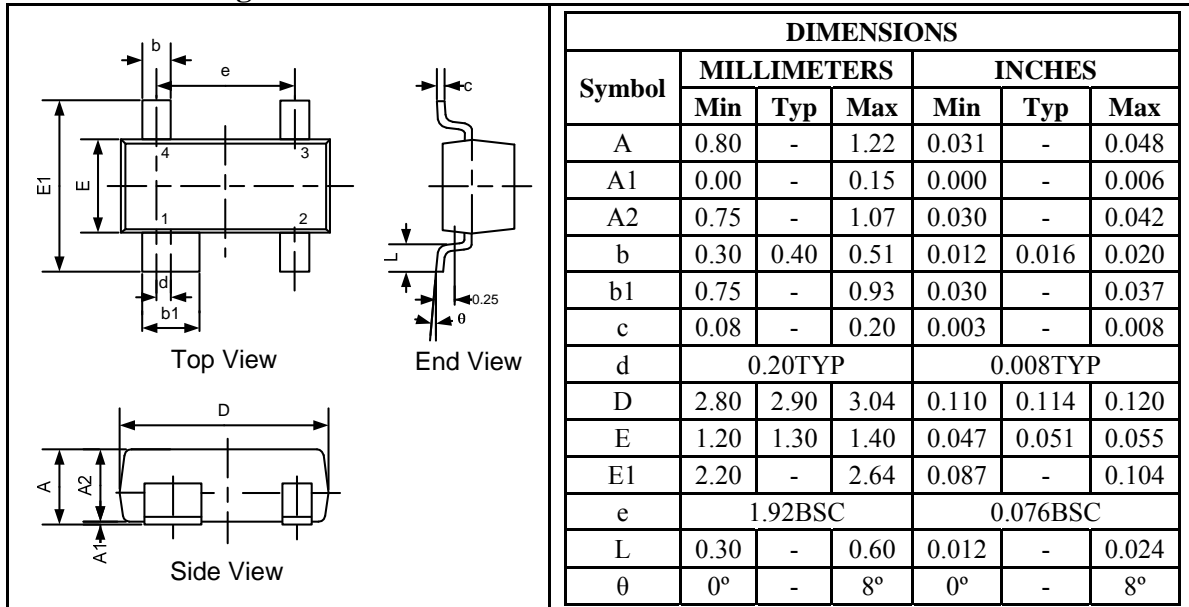 b
e
c
4
3
E1
E
1
2
L
d
b1
0.25
θ
Top View
End View
D
A
A2
A1
Side View
DIMENSIONS
Symbol MILLIMETERS INCHES
Min Typ Max Min Typ Max
A 0.80 - 1.22 0.031 - 0.048
A1 0.00 - 0.15 0.000 - 0.006
A2 0.75 - 1.07 0.030 - 0.042
b 0.30 0.40 0.51 0.012 0.016 0.020
b1 0.75 - 0.93 0.030 - 0.037
c 0.08 - 0.20 0.003 - 0.008
d 0.20TYP 0.008TYP
D 2.80 2.90 3.04 0.110 0.114 0.120
E 1.20 1.30 1.40 0.047 0.051 0.055
E1 2.20 - 2.64 0.087 - 0.104
e 1.92BSC 0.076BSC
L 0.30 - 0.60 0.012 - 0.024
θ 0º - 8º 0º - 8º